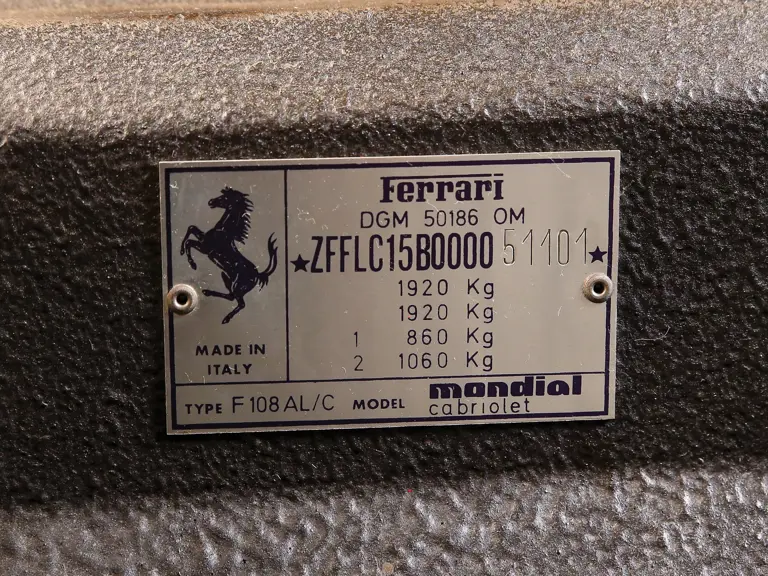 Ferrari
DGM 50186 OM
★ZFFLC15B0000 51101★
1920 Kg
1920 Kg
1 860 Kg
2 1060 Kg
MADE IN
ITALY
TYPE F108AL/C MODEL mondial
cabriolet